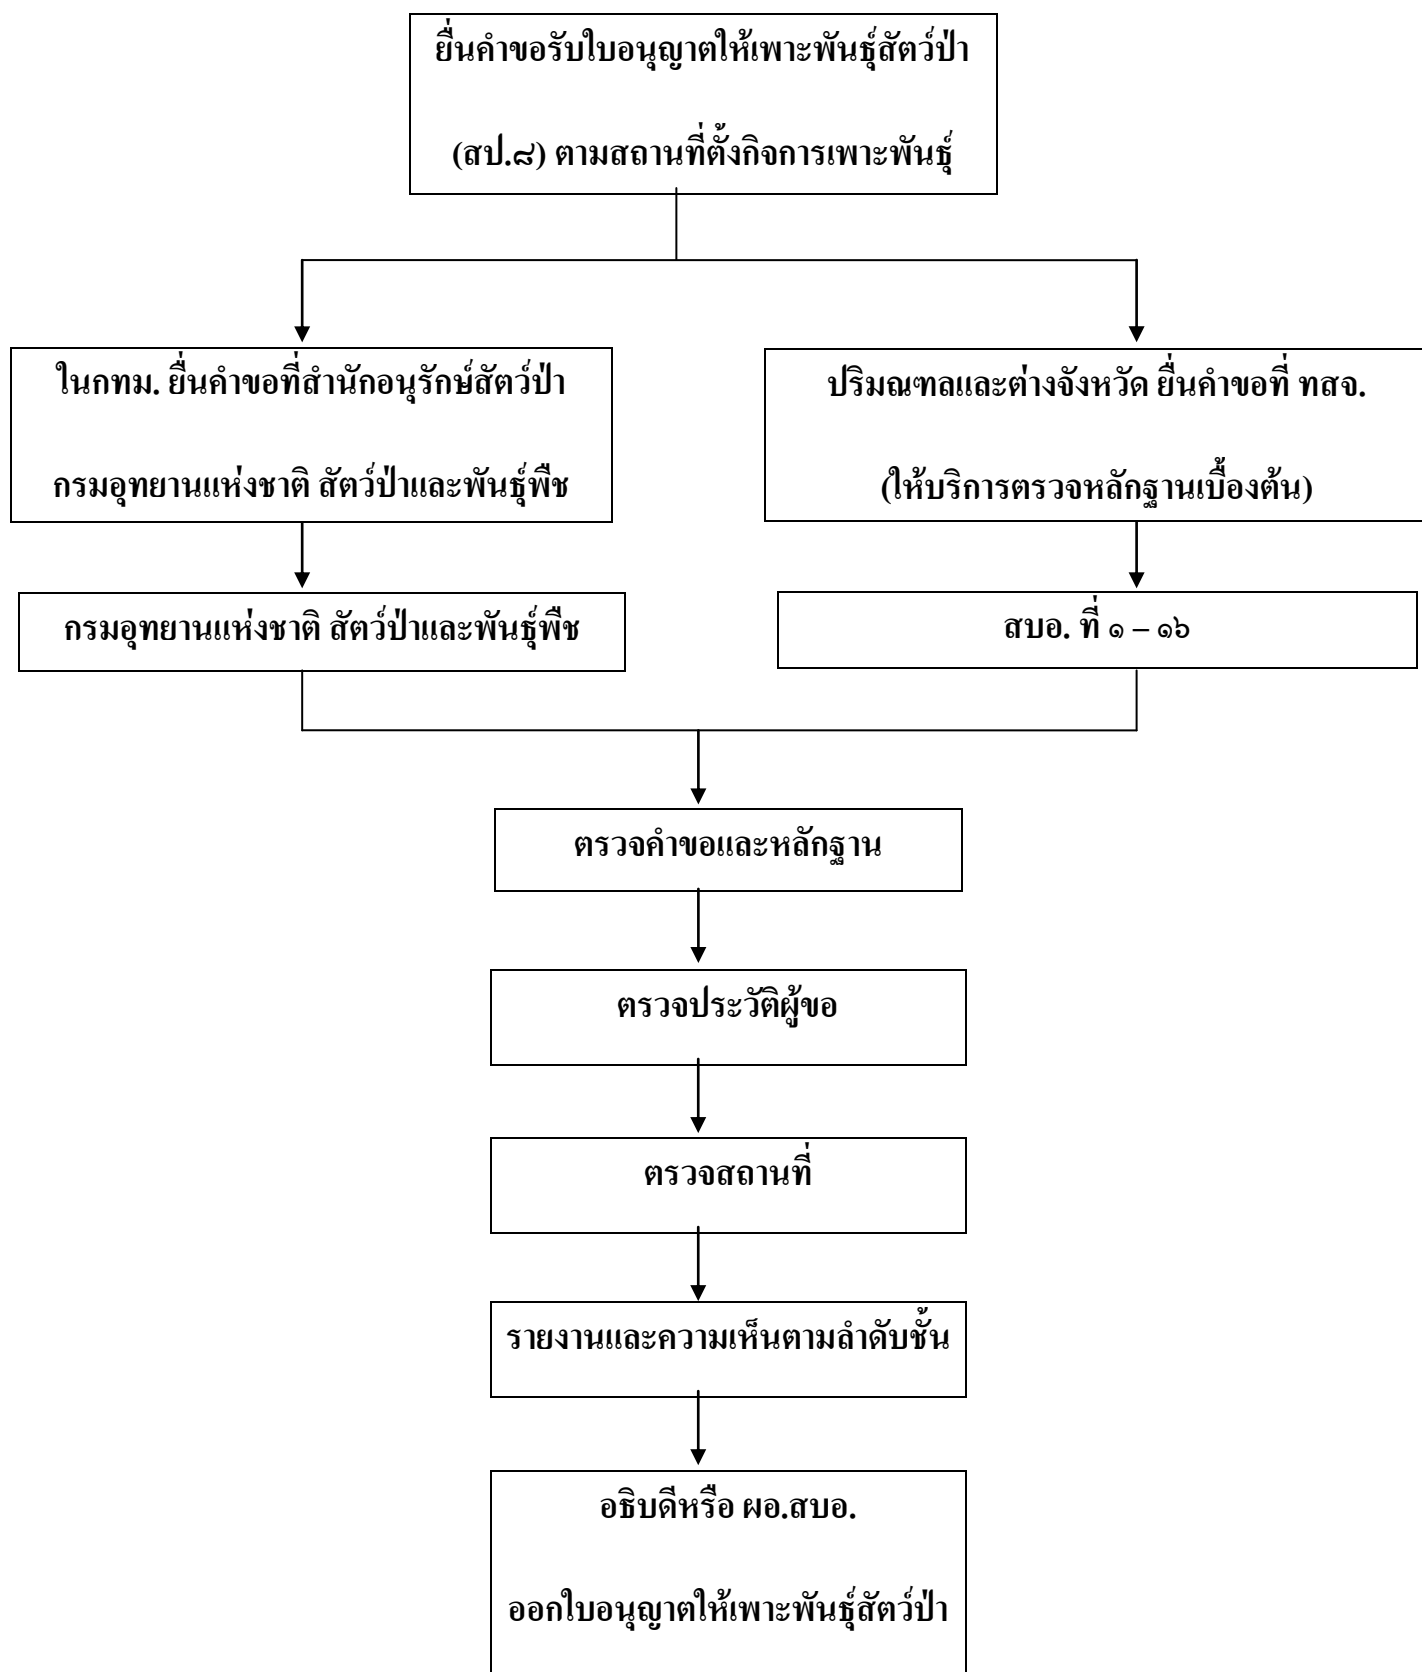 ยื่นคำขอรับใบอนุญาตให้เพาะพันธุ์สัตว์ป่า
(สป.๘) ตามสถานที่ตั้งกิจการเพาะพันธุ์
ในกทม. ยื่นคำขอที่สำนักอนุรักษ์สัตว์ป่า
กรมอุทยานแห่งชาติ สัตว์ป่าและพันธุ์พืช
ปริมณฑลและต่างจังหวัด ยื่นคำขอที่ ทสจ.
(ให้บริการตรวจหลักฐานเบื้องต้น)
กรมอุทยานแห่งชาติ สัตว์ป่าและพันธุ์พืช
สบอ. ที่ ๑ – ๑๖
ตรวจคำขอและหลักฐาน
ตรวจประวัติผู้ขอ
ตรวจสถานที่
รายงานและความเห็นตามลำดับชั้น
อธิบดีหรือ ผอ.สบอ.
ออกใบอนุญาตให้เพาะพันธุ์สัตว์ป่า